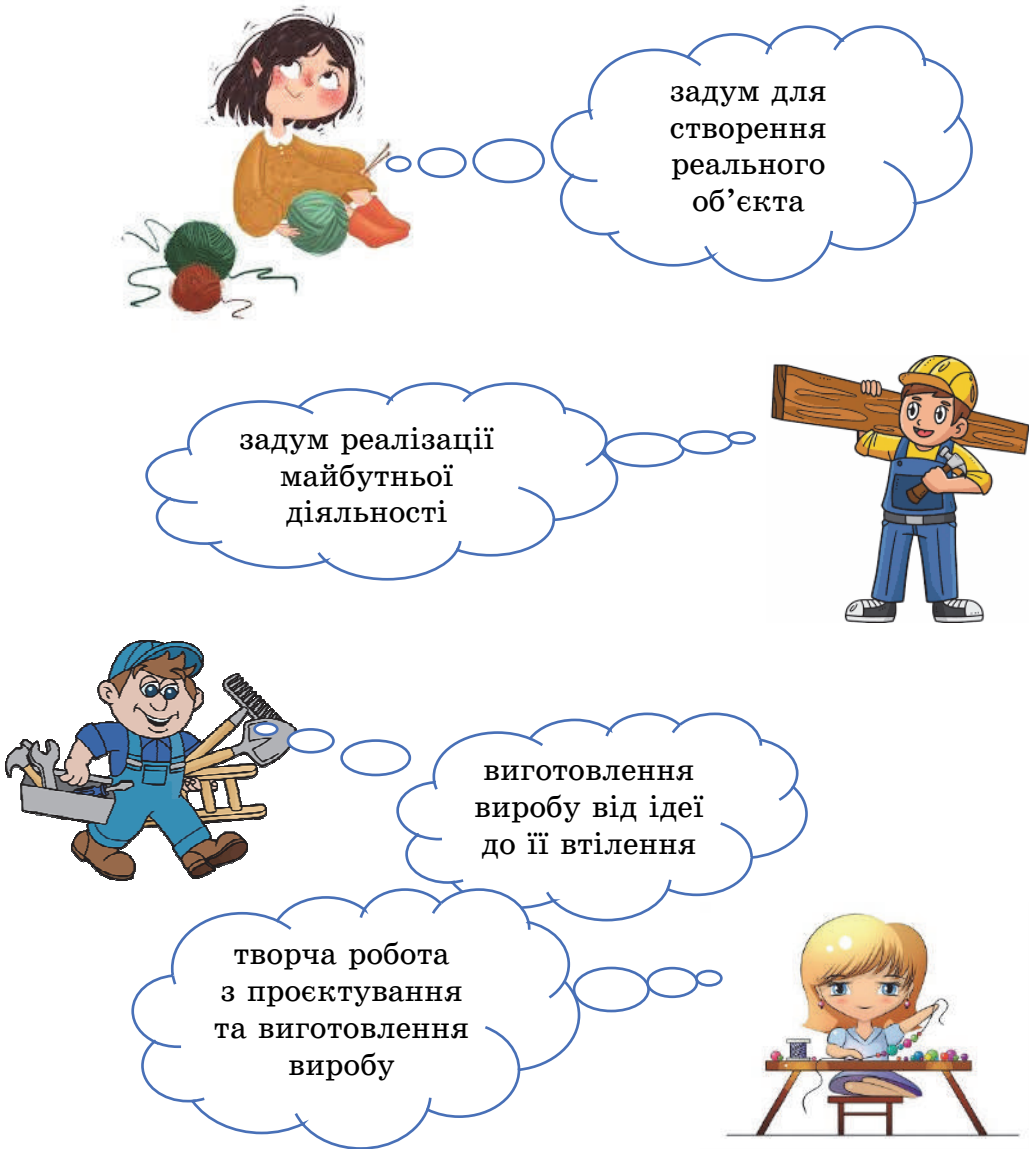 задум для
створення
реального
об’єкта
задум реалізації
майбутньої
діяльності
виготовлення
виробу від ідеї
до її втілення
творча робота
з проєктування
та виготовлення
виробу